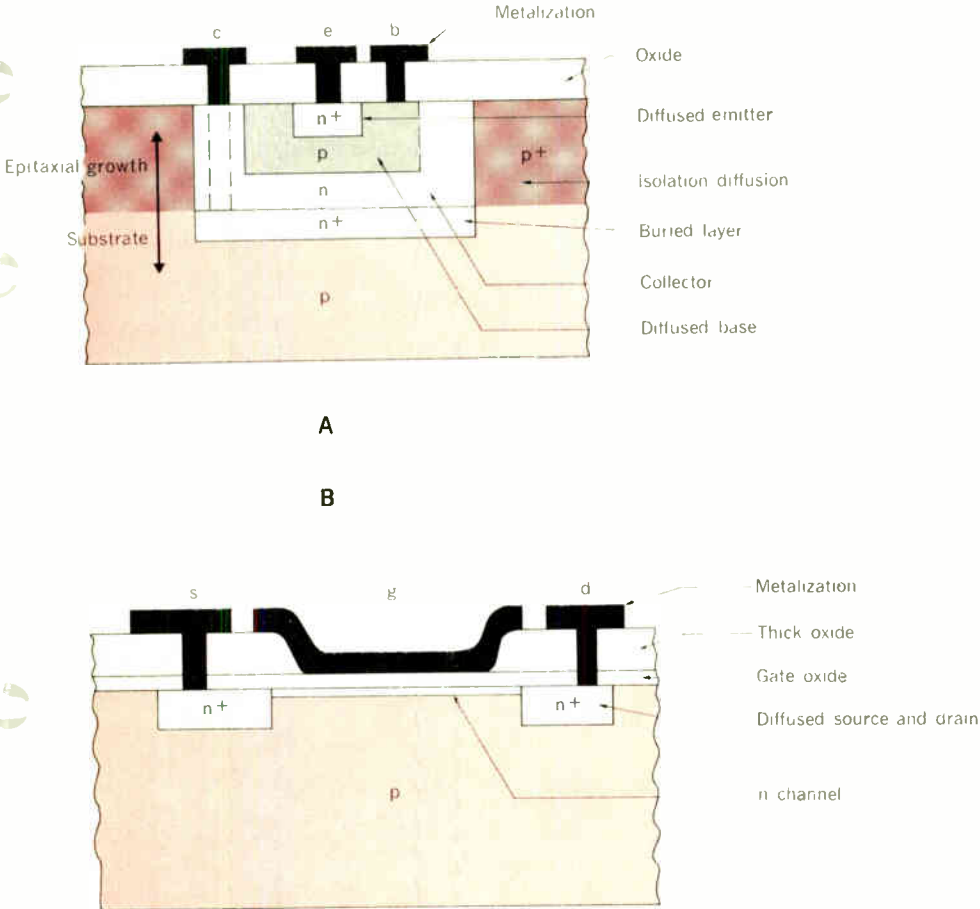 Metalization
c e b
Oxide
n+
Diffused emitter
p
p+
Epitaxial growth
Isolation diffusion
n
n+
Buried layer
Substrate
Collector
p
Diffused base
A
B
s g d
Metalization
Thick oxide
Gate oxide
n+ n+
Diffused source and drain
p
n channel